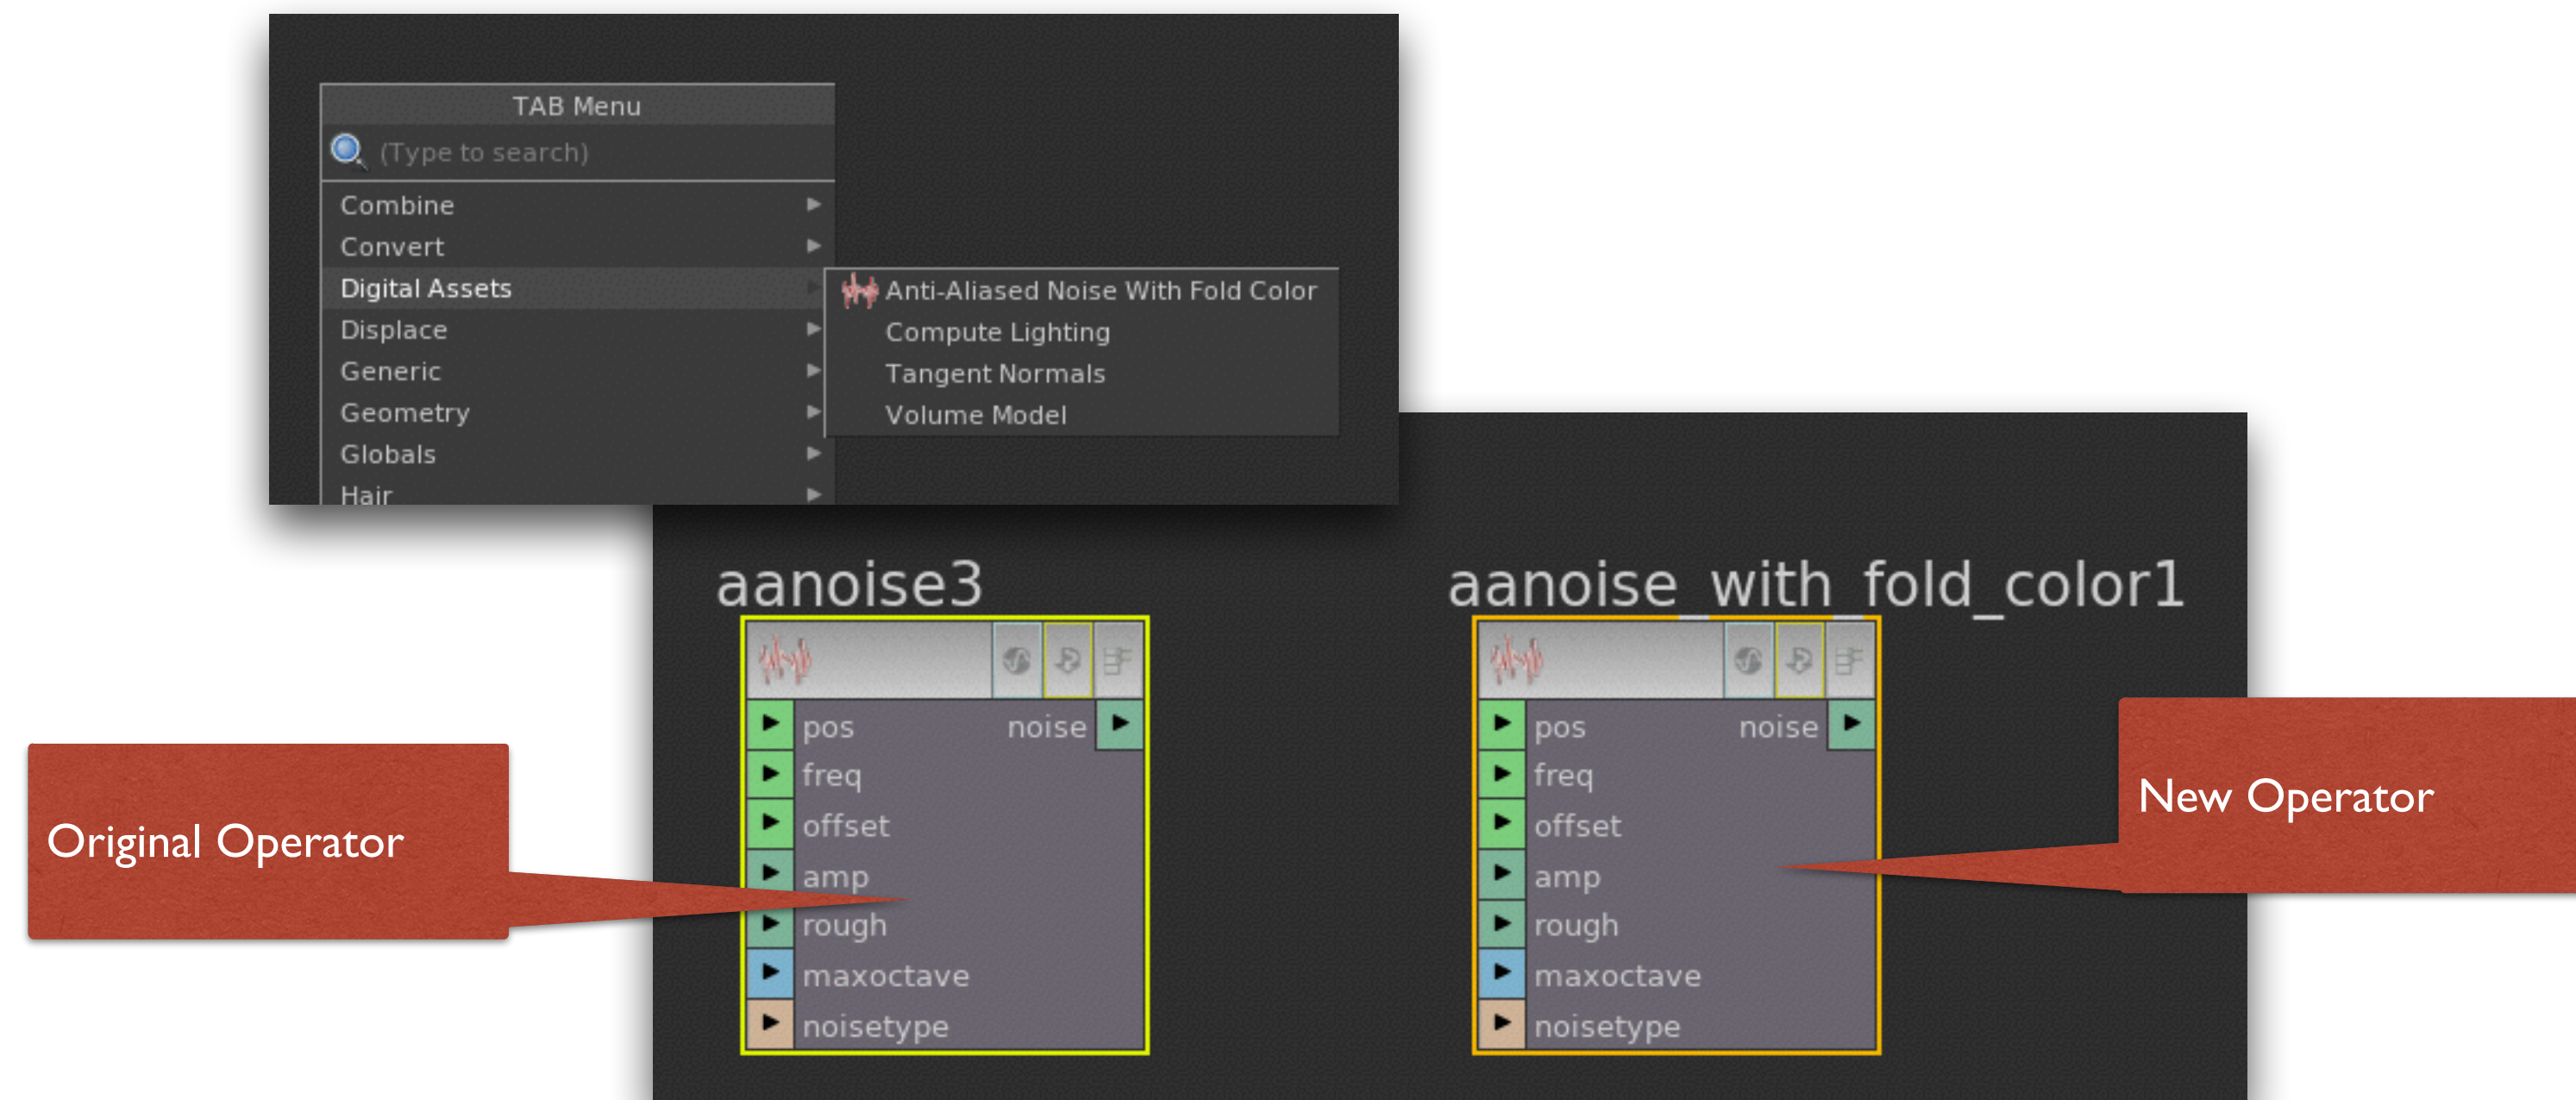 TAB Menu
(Type to search)
Combine
Convert
Digital Assets
Displace
Generic
Geometry
Globals
Hair
Anti-Aliased Noise With Fold Color
Compute Lighting
Tangent Normals
Volume Model
aanoise3
pos noise
freq
offset
amp
rough
maxoctave
noisetype
aanoise_with_fold_color1
pos noise
freq
offset
amp
rough
maxoctave
noisetype
Original Operator
New Operator